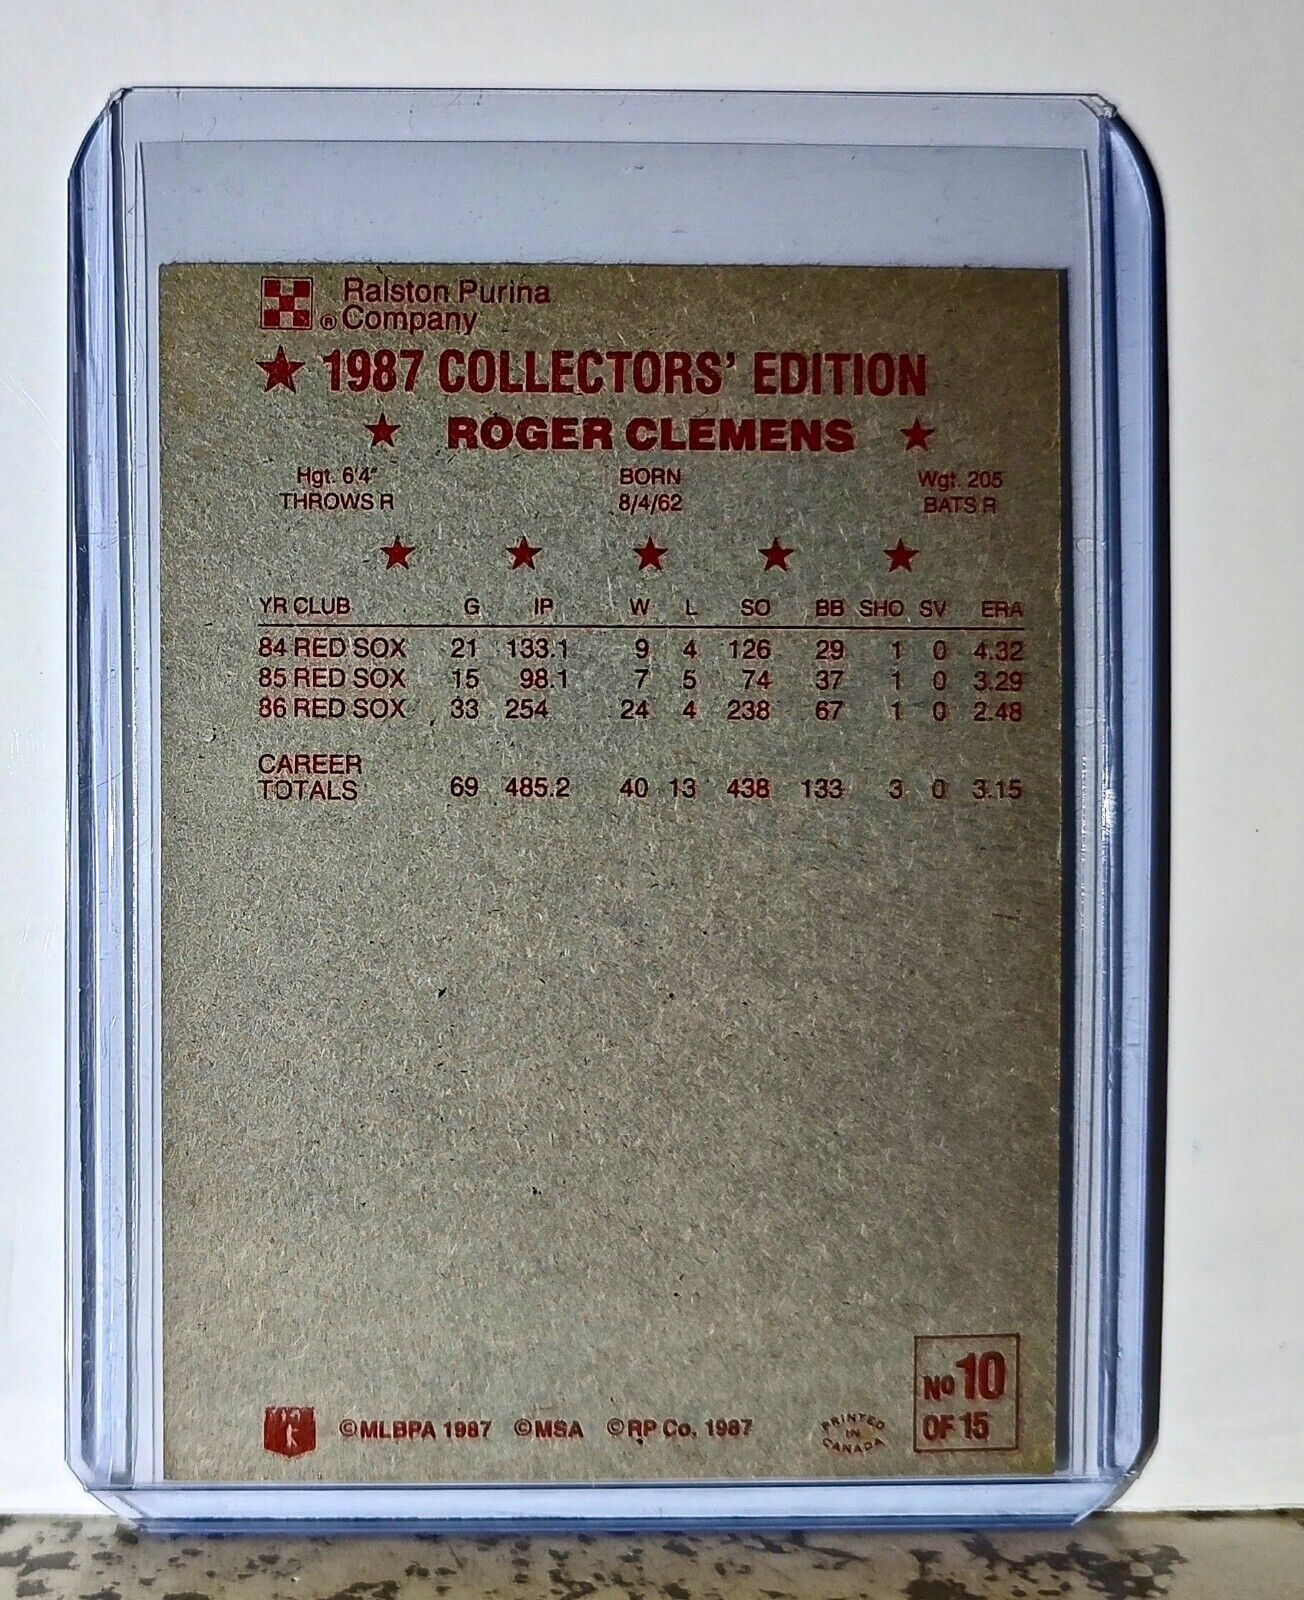 Ralston Purina
® Company
★ 1987 COLLECTORS' EDITION
★ ROGER CLEMENS ★
Hgt. 6'4" BORN Wgt. 205
THROWS R 8/4/62 BATS R
★ ★ ★ ★ ★
YR CLUB G IP W L SO BB SHO SV ERA
84 RED SOX 21 133.1 9 4 126 29 1 0 4.32
85 RED SOX 15 98.1 7 5 74 37 1 0 3.29
86 RED SOX 33 254 24 4 238 67 1 0 2.48
CAREER
TOTALS 69 485.2 40 13 438 133 3 0 3.15
©MLBPA 1987 ©MSA ©RP Co. 1987
PRINTED
IN
CANADA
No 10
OF 15